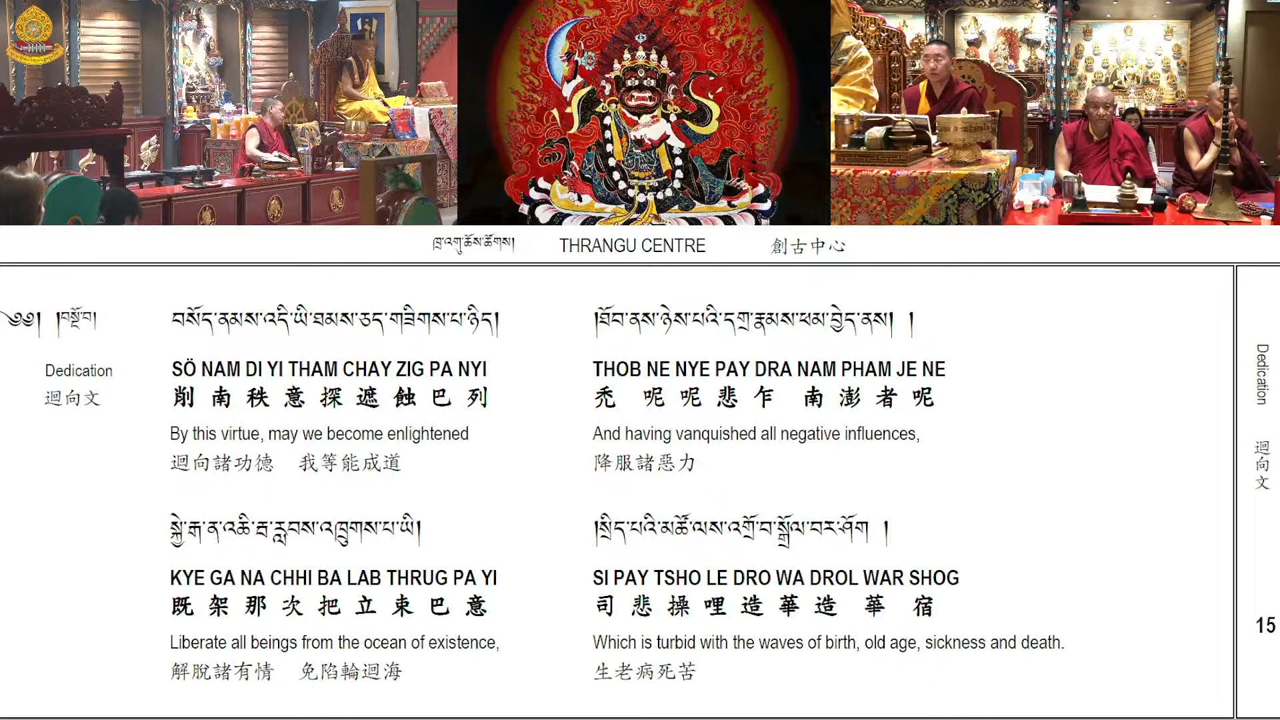 ཁྲ་འགུ་ཆོས་ཚོགས། THRANGU CENTRE 創古中心
༄༅། །བསྔོ་བ། བསོད་ནམས་འདི་ཡི་ཐམས་ཅད་གཟིགས་པ་ཉིད། །ཐོབ་ནས་ཉེས་པའི་དགྲ་རྣམས་ཕམ་བྱེད་ནས། །
Dedication SÖ NAM DI YI THAM CHAY ZIG PA NYI THOB NE NYE PAY DRA NAM PHAM JE NE
迴向文 削 南 秩 意 探 遮 蝕 巴 列 禿 呢 呢 悲 乍 南 澎 者 呢
By this virtue, may we become enlightened And having vanquished all negative influences,
迴向諸功德 我等能成道 降服諸惡力
སྐྱེ་རྒ་ན་འཆི་རྦ་རླབས་འཁྲུགས་པ་ཡི། །སྲིད་པའི་མཚོ་ལས་འགྲོ་བ་སྒྲོལ་བར་ཤོག །
KYE GA NA CHHI BA LAB THRUG PA YI SI PAY TSHO LE DRO WA DROL WAR SHOG
既 架 那 次 把 立 束 巴 意 司 悲 操 哩 造 華 造 華 宿
Liberate all beings from the ocean of existence, Which is turbid with the waves of birth, old age, sickness and death.
解脫諸有情 免陷輪迴海 生老病死苦
Dedication 迴向文
15